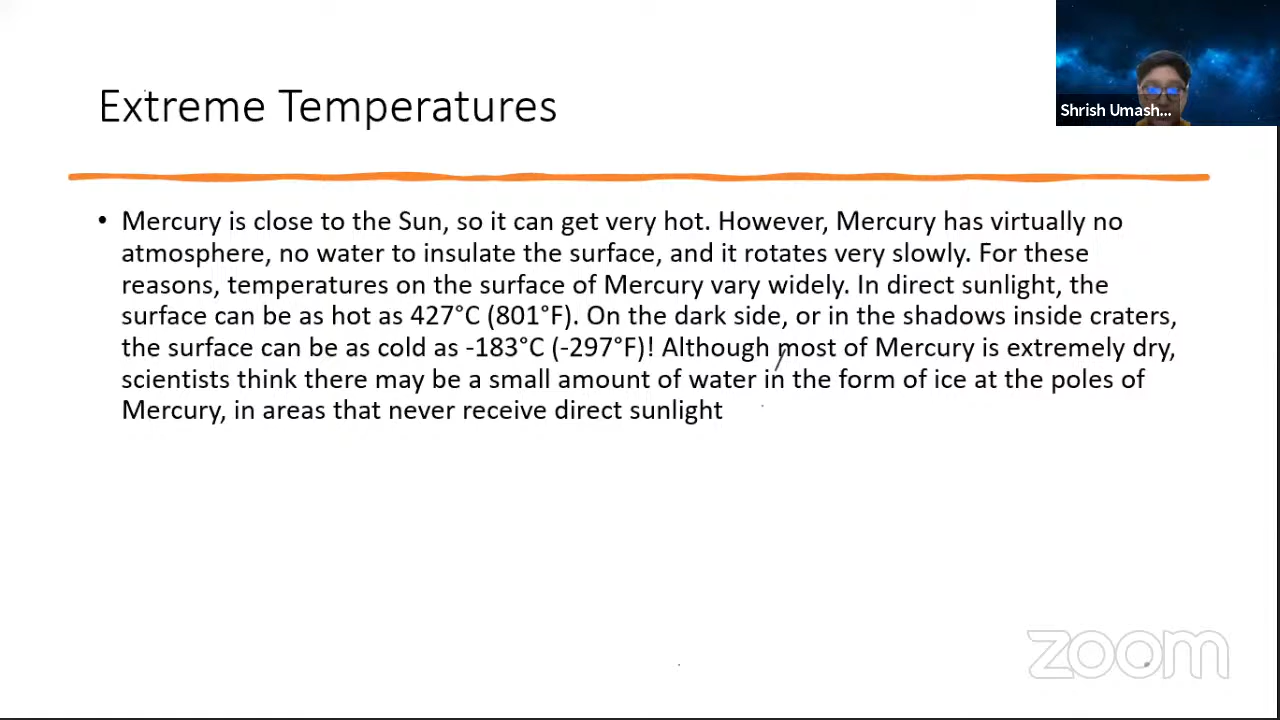 Extreme Temperatures
Shrish Umash...
• Mercury is close to the Sun, so it can get very hot. However, Mercury has virtually no
atmosphere, no water to insulate the surface, and it rotates very slowly. For these
reasons, temperatures on the surface of Mercury vary widely. In direct sunlight, the
surface can be as hot as 427°C (801°F). On the dark side, or in the shadows inside craters,
the surface can be as cold as -183°C (-297°F)! Although most of Mercury is extremely dry,
scientists think there may be a small amount of water in the form of ice at the poles of
Mercury, in areas that never receive direct sunlight
zoom